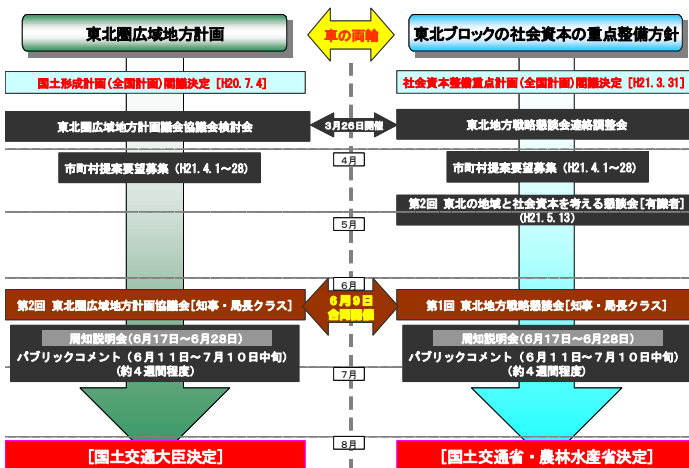 東北圏広域地方計画
車の両輪
東北ブロックの社会資本の重点整備方針
国土形成計画(全国計画)閣議決定 [H20.7.4]
社会資本整備重点計画(全国計画)閣議決定 [H21.3.31]
東北圏広域地方計画協議会検討会
3月26日開催
東北地方戦略懇談会連絡調整会
4月
市町村提案要望募集(H21.4.1～28)
市町村提案要望募集(H21.4.1～28)
第2回 東北の地域と社会資本を考える懇談会[有識者]
(H21.5.13)
5月
6月
第2回 東北圏広域地方計画協議会[知事・局長クラス]
6月9日
合同開催
第1回 東北地方戦略懇談会[知事・局長クラス]
周知説明会(6月17日～6月28日)
パブリックコメント(6月11日～7月10日中旬)
(約4週間程度)
周知説明会(6月17日～6月28日)
パブリックコメント(6月11日～7月10日中旬)
(約4週間程度)
7月
8月
[国土交通大臣決定]
[国土交通省・農林水産省決定]